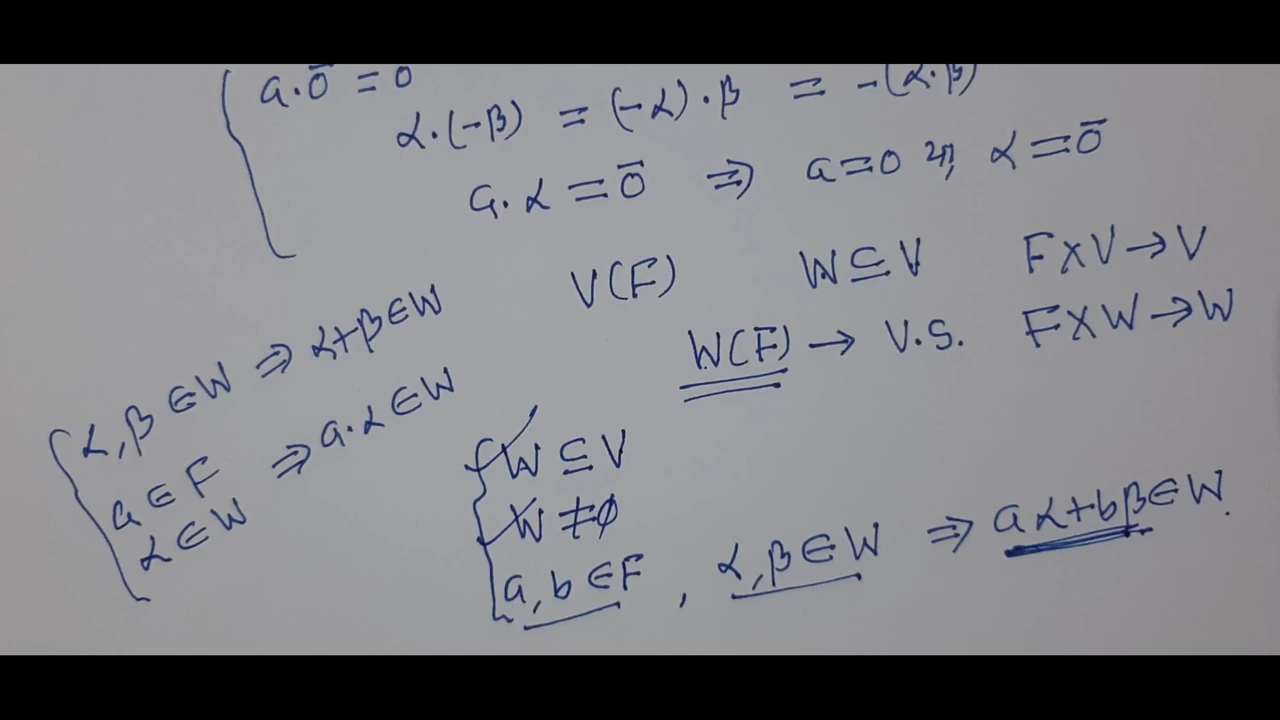 a·0̄ = 0
α·(-β) = (-α)·β = -(α·β)
a·α = 0̄ ⇒ a=0 या, α=0̄
V(F) W⊆V F×V→V
W(F) → V.S. F×W→W
α,β∈W ⇒ α+β∈W
a∈F ⇒ a·α∈W
α∈W
W⊆V
W≠φ
a,b∈F , α,β∈W ⇒ aα+bβ∈W.